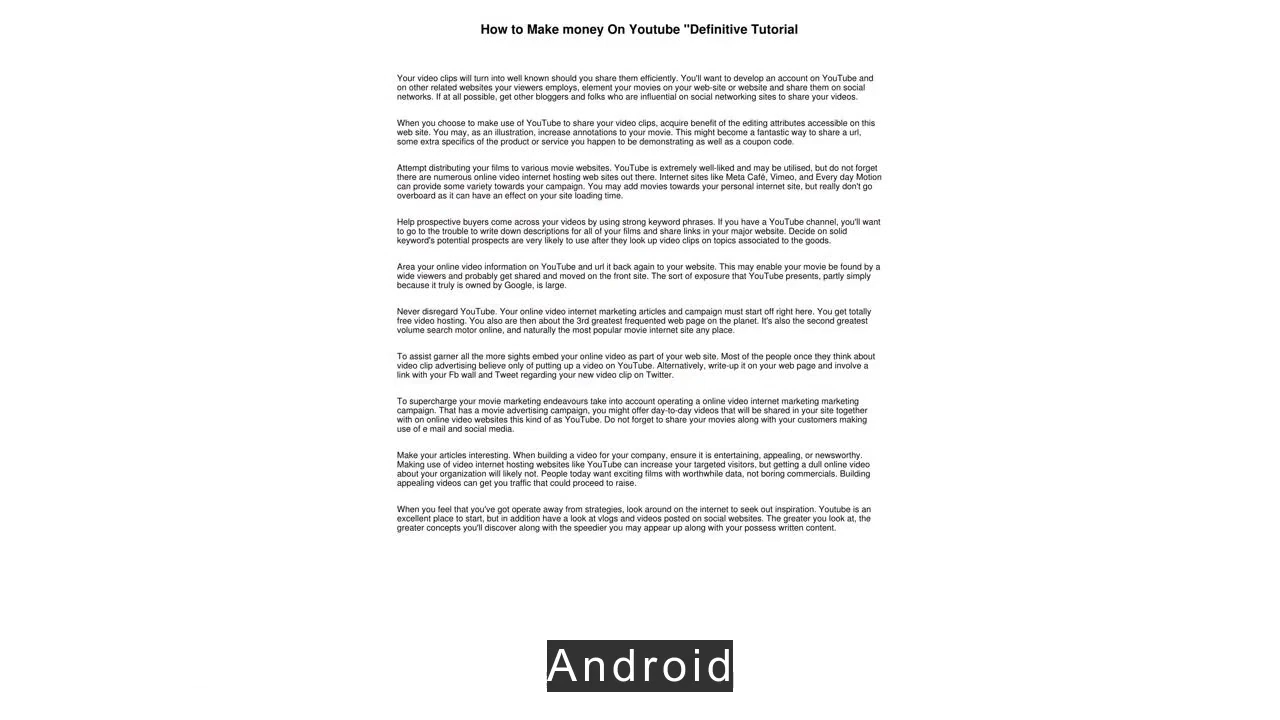 How to Make money On Youtube "Definitive Tutorial
Your video clips will turn into well known should you share them efficiently. You'll want to develop an account on YouTube and
on other related websites your viewers employs, element your movies on your web-site or website and share them on social
networks. If at all possible, get other bloggers and folks who are influential on social networking sites to share your videos.
When you choose to make use of YouTube to share your video clips, acquire benefit of the editing attributes accessible on this
web site. You may, as an illustration, increase annotations to your movie. This might become a fantastic way to share a url,
some extra specifics of the product or service you happen to be demonstrating as well as a coupon code.
Attempt distributing your films to various movie websites. YouTube is extremely well-liked and may be utilised, but do not forget
there are numerous online video internet hosting web sites out there. Internet sites like Meta Café, Vimeo, and Every day Motion
can provide some variety towards your campaign. You may add movies towards your personal internet site, but really don't go
overboard as it can have an effect on your site loading time.
Help prospective buyers come across your videos by using strong keyword phrases. If you have a YouTube channel, you'll want
to go to the trouble to write down descriptions for all of your films and share links in your major website. Decide on solid
keyword's potential prospects are very likely to use after they look up video clips on topics associated to the goods.
Area your online video information on YouTube and url it back again to your website. This may enable your movie be found by a
wide viewers and probably get shared and moved on the front site. The sort of exposure that YouTube presents, partly simply
because it truly is owned by Google, is large.
Never disregard YouTube. Your online video internet marketing articles and campaign must start off right here. You get totally
free video hosting. You also are then about the 3rd greatest frequented web page on the planet. It's also the second greatest
volume search motor online, and naturally the most popular movie internet site any place.
To assist garner all the more sights embed your online video as part of your web site. Most of the people once they think about
video clip advertising believe only of putting up a video on YouTube. Alternatively, write-up it on your web page and involve a
link with your Fb wall and Tweet regarding your new video clip on Twitter.
To supercharge your movie marketing endeavours take into account operating a online video internet marketing marketing
campaign. That has a movie advertising campaign, you might offer day-to-day videos that will be shared in your site together
with on online video websites this kind of as YouTube. Do not forget to share your movies along with your customers making
use of e mail and social media.
Make your articles interesting. When building a video for your company, ensure it is entertaining, appealing, or newsworthy.
Making use of video internet hosting websites like YouTube can increase your targeted visitors, but getting a dull online video
about your organization will likely not. People today want exciting films with worthwhile data, not boring commercials. Building
appealing videos can get you traffic that could proceed to raise.
When you feel that you've got operate away from strategies, look around on the internet to seek out inspiration. Youtube is an
excellent place to start, but in addition have a look at vlogs and videos posted on social websites. The greater you look at, the
greater concepts you'll discover along with the speedier you may appear up along with your possess written content.
Android